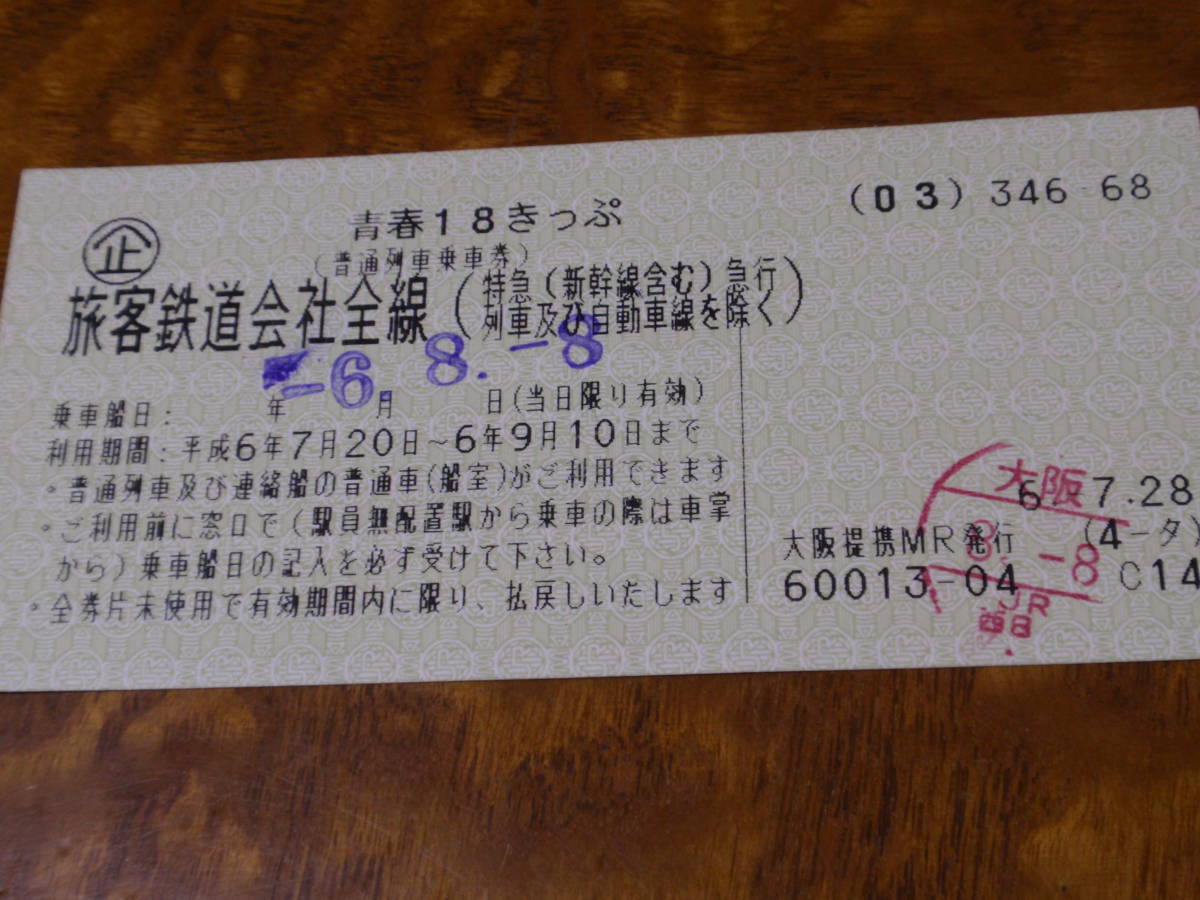 青春18きっぷ
(03) 346-68
企
(普通列車乗車券)
旅客鉄道会社全線(特急(新幹線含む)急行
列車及び自動車線を除く)
-6. 8. -8
乗車船日: 年 月 日(当日限り有効)
利用期間:平成6年7月20日~6年9月10日まで
・普通列車及び連絡船の普通車(船室)がご利用できます
・ご利用前に窓口で(駅員無配置駅から乗車の際は車掌
から)乗車船日の記入を必ず受けて下さい。
・全券片未使用で有効期間内に限り、払戻しいたします
大阪
6. 7.28
大阪提携MR発行 (4-タ)
8. -8
60013-04 C14
JR